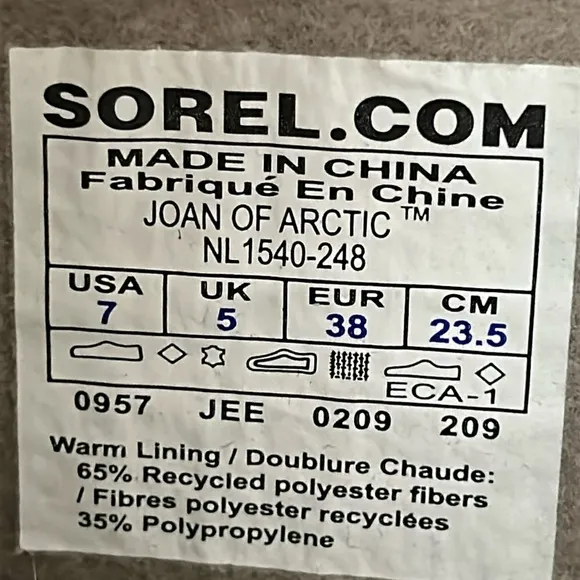 SOREL.COM
MADE IN CHINA
Fabriqué En Chine
JOAN OF ARCTIC™
NL1540-248
USA UK EUR CM
7 5 38 23.5
ECA-1
0957 JEE 0209 209
Warm Lining / Doublure Chaude:
65% Recycled polyester fibers
/ Fibres polyester recyclées
35% Polypropylene